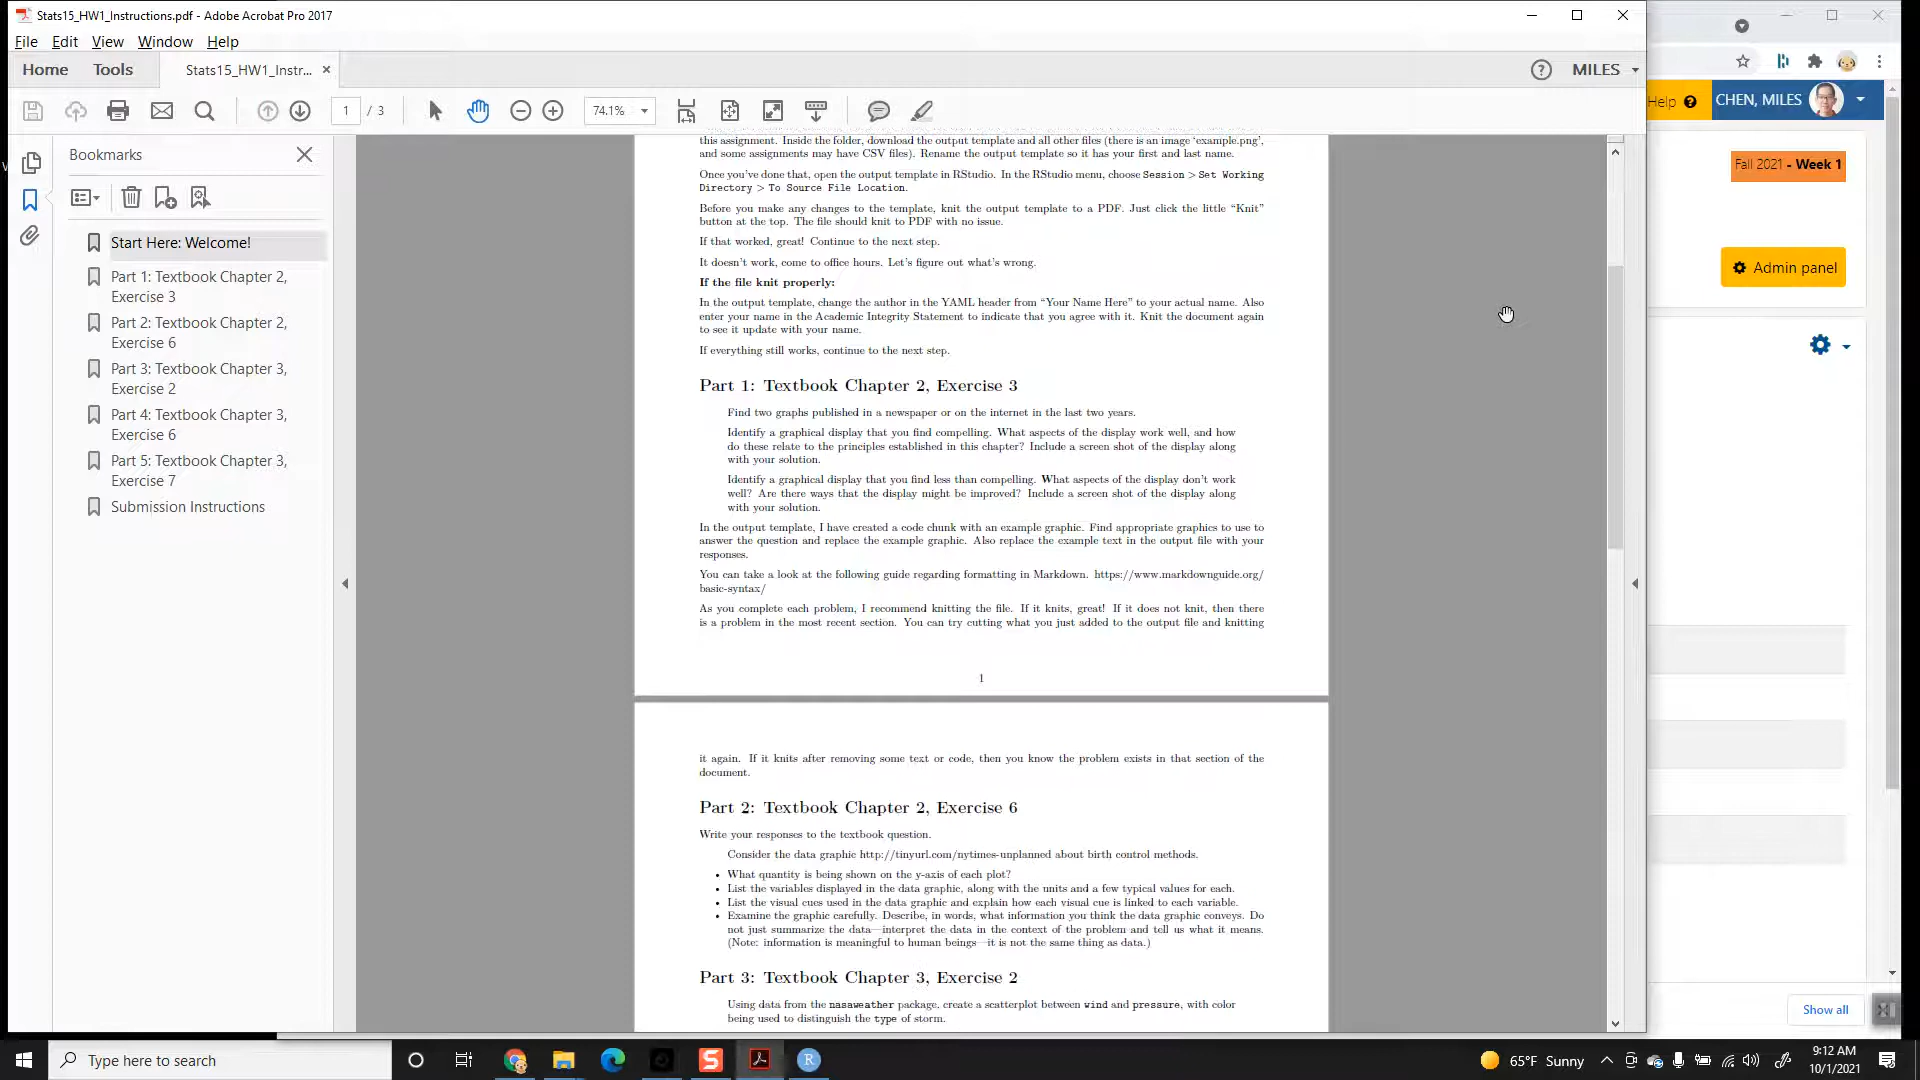 Stats15_HW1_Instructions.pdf - Adobe Acrobat Pro 2017
File Edit View Window Help
Home Tools Stats15_HW1_Instr... ×
MILES
1 / 3 74.1%
Bookmarks
Start Here: Welcome!
Part 1: Textbook Chapter 2,
Exercise 3
Part 2: Textbook Chapter 2,
Exercise 6
Part 3: Textbook Chapter 3,
Exercise 2
Part 4: Textbook Chapter 3,
Exercise 6
Part 5: Textbook Chapter 3,
Exercise 7
Submission Instructions
this assignment. Inside the folder, download the output template and all other files (there is an image ‘example.png’,
and some assignments may have CSV files). Rename the output template so it has your first and last name.
Once you’ve done that, open the output template in RStudio. In the RStudio menu, choose Session > Set Working
Directory > To Source File Location.
Before you make any changes to the template, knit the output template to a PDF. Just click the little “Knit”
button at the top. The file should knit to PDF with no issue.
If that worked, great! Continue to the next step.
It doesn’t work, come to office hours. Let’s figure out what’s wrong.
If the file knit properly:
In the output template, change the author in the YAML header from “Your Name Here” to your actual name. Also
enter your name in the Academic Integrity Statement to indicate that you agree with it. Knit the document again
to see it update with your name.
If everything still works, continue to the next step.
Part 1: Textbook Chapter 2, Exercise 3
Find two graphs published in a newspaper or on the internet in the last two years.
Identify a graphical display that you find compelling. What aspects of the display work well, and how
do these relate to the principles established in this chapter? Include a screen shot of the display along
with your solution.
Identify a graphical display that you find less than compelling. What aspects of the display don’t work
well? Are there ways that the display might be improved? Include a screen shot of the display along
with your solution.
In the output template, I have created a code chunk with an example graphic. Find appropriate graphics to use to
answer the question and replace the example graphic. Also replace the example text in the output file with your
responses.
You can take a look at the following guide regarding formatting in Markdown. https://www.markdownguide.org/
basic-syntax/
As you complete each problem, I recommend knitting the file. If it knits, great! If it does not knit, then there
is a problem in the most recent section. You can try cutting what you just added to the output file and knitting
1
it again. If it knits after removing some text or code, then you know the problem exists in that section of the
document.
Part 2: Textbook Chapter 2, Exercise 6
Write your responses to the textbook question.
Consider the data graphic http://tinyurl.com/nytimes-unplanned about birth control methods.
• What quantity is being shown on the y-axis of each plot?
• List the variables displayed in the data graphic, along with the units and a few typical values for each.
• List the visual cues used in the data graphic and explain how each visual cue is linked to each variable.
• Examine the graphic carefully. Describe, in words, what information you think the data graphic conveys. Do
not just summarize the data—interpret the data in the context of the problem and tell us what it means.
(Note: information is meaningful to human beings—it is not the same thing as data.)
Part 3: Textbook Chapter 3, Exercise 2
Using data from the nasaweather package, create a scatterplot between wind and pressure, with color
being used to distinguish the type of storm.
Help
CHEN, MILES
Fall 2021 - Week 1
Admin panel
Show all
Type here to search
65°F Sunny
9:12 AM
10/1/2021